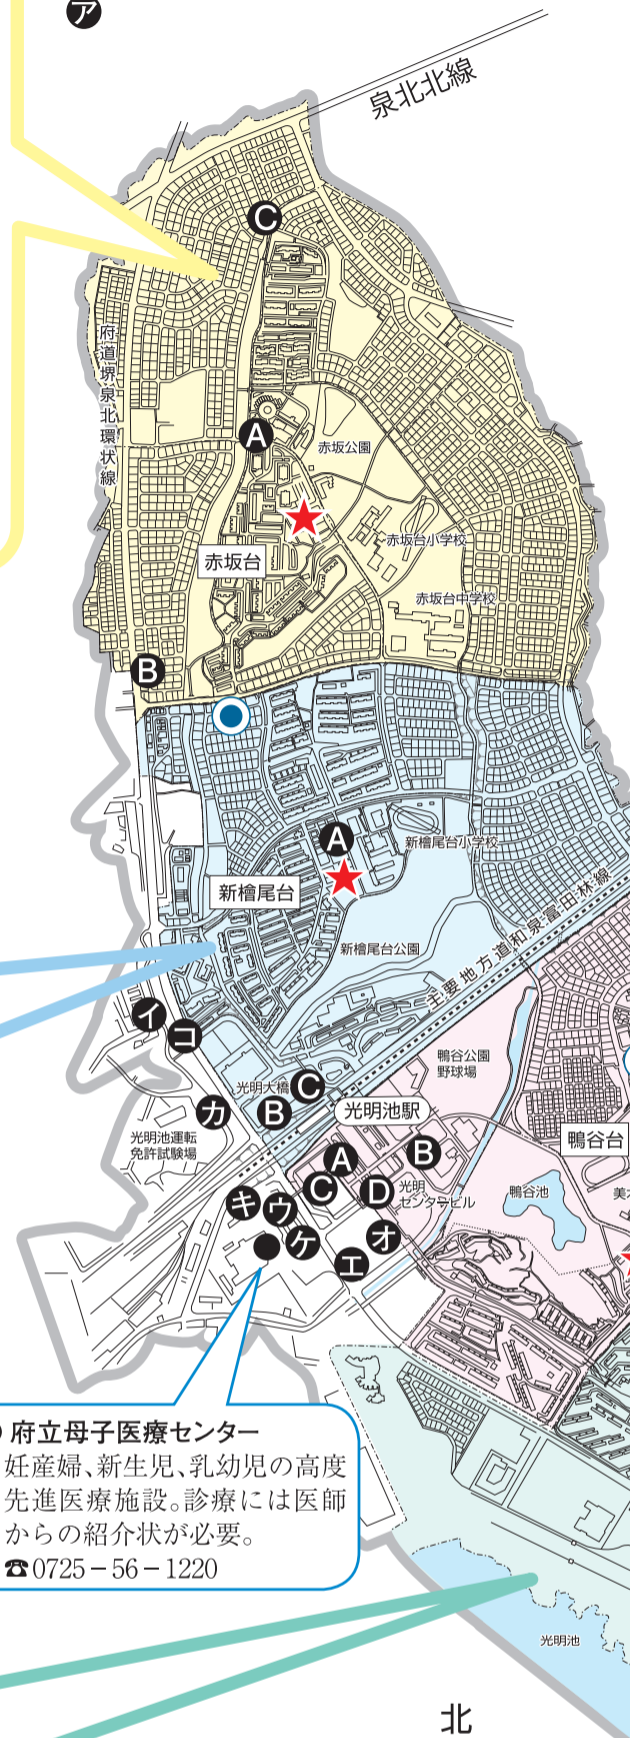 ア
泉北北線
C
府道堺泉北環状線
A
赤坂公園
赤坂台小学校
赤坂台
赤坂台中学校
B
A
新檜尾台小学校
新檜尾台
新檜尾台公園
主要地方道和泉富田林線
イ
コ
鴨谷公園
野球場
光明大橋
C
カ
B
光明池駅
光明池運転
免許試験場
鴨谷台
A
B
C
D
光明
センタービル
鴨谷池
キ
ウ
ケ
オ
エ
府立母子医療センター
妊産婦、新生児、乳幼児の高度
先進医療施設。診療には医師
からの紹介状が必要。
☎0725−56−1220
光明池
北